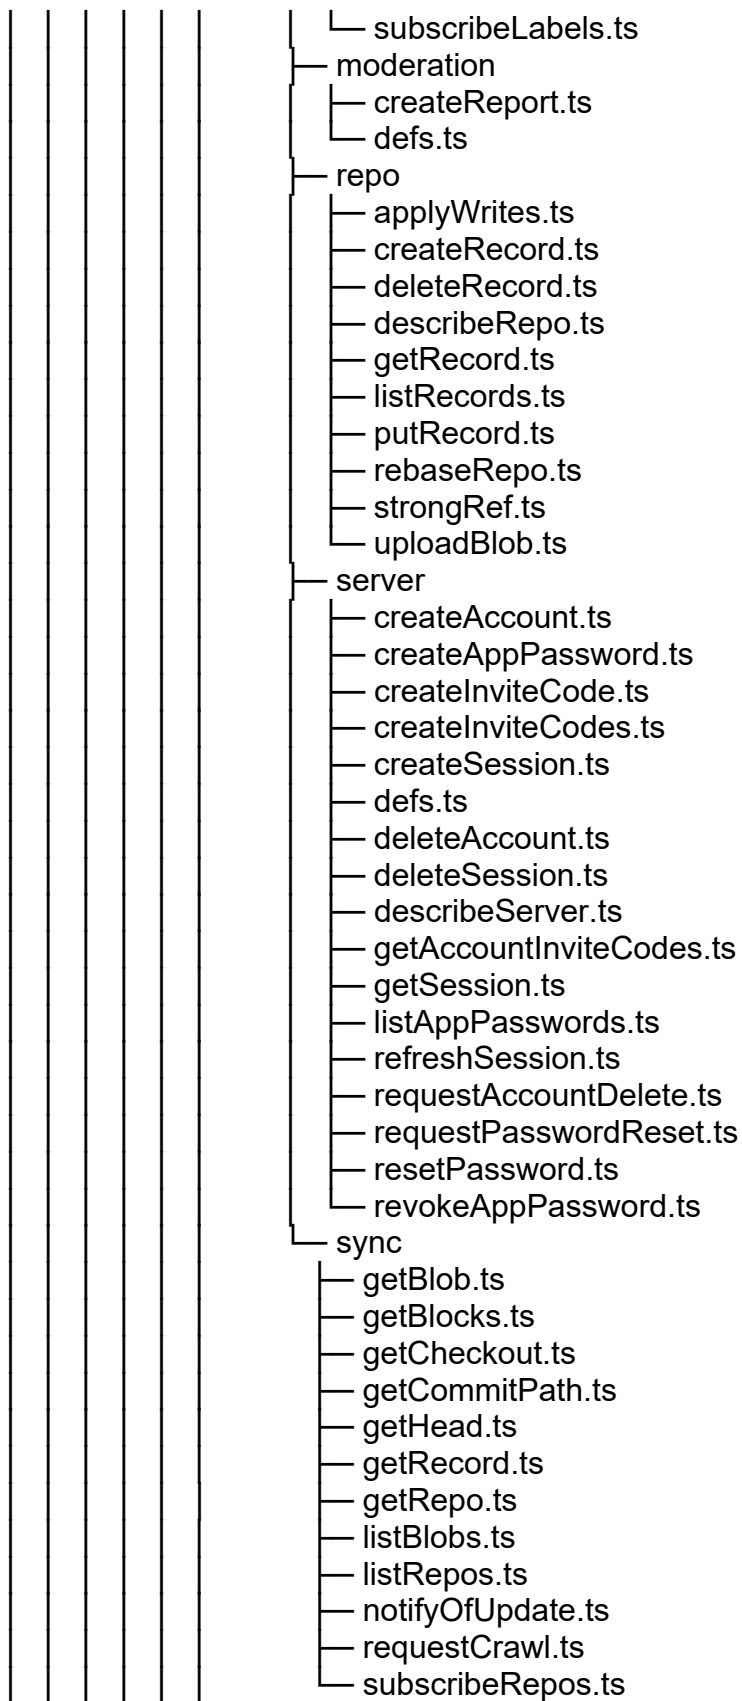 subscribeLabels.ts
moderation
createReport.ts
defs.ts
repo
applyWrites.ts
createRecord.ts
deleteRecord.ts
describeRepo.ts
getRecord.ts
listRecords.ts
putRecord.ts
rebaseRepo.ts
strongRef.ts
uploadBlob.ts
server
createAccount.ts
createAppPassword.ts
createInviteCode.ts
createInviteCodes.ts
createSession.ts
defs.ts
deleteAccount.ts
deleteSession.ts
describeServer.ts
getAccountInviteCodes.ts
getSession.ts
listAppPasswords.ts
refreshSession.ts
requestAccountDelete.ts
requestPasswordReset.ts
resetPassword.ts
revokeAppPassword.ts
sync
getBlob.ts
getBlocks.ts
getCheckout.ts
getCommitPath.ts
getHead.ts
getRecord.ts
getRepo.ts
listBlobs.ts
listRepos.ts
notifyOfUpdate.ts
requestCrawl.ts
subscribeRepos.ts